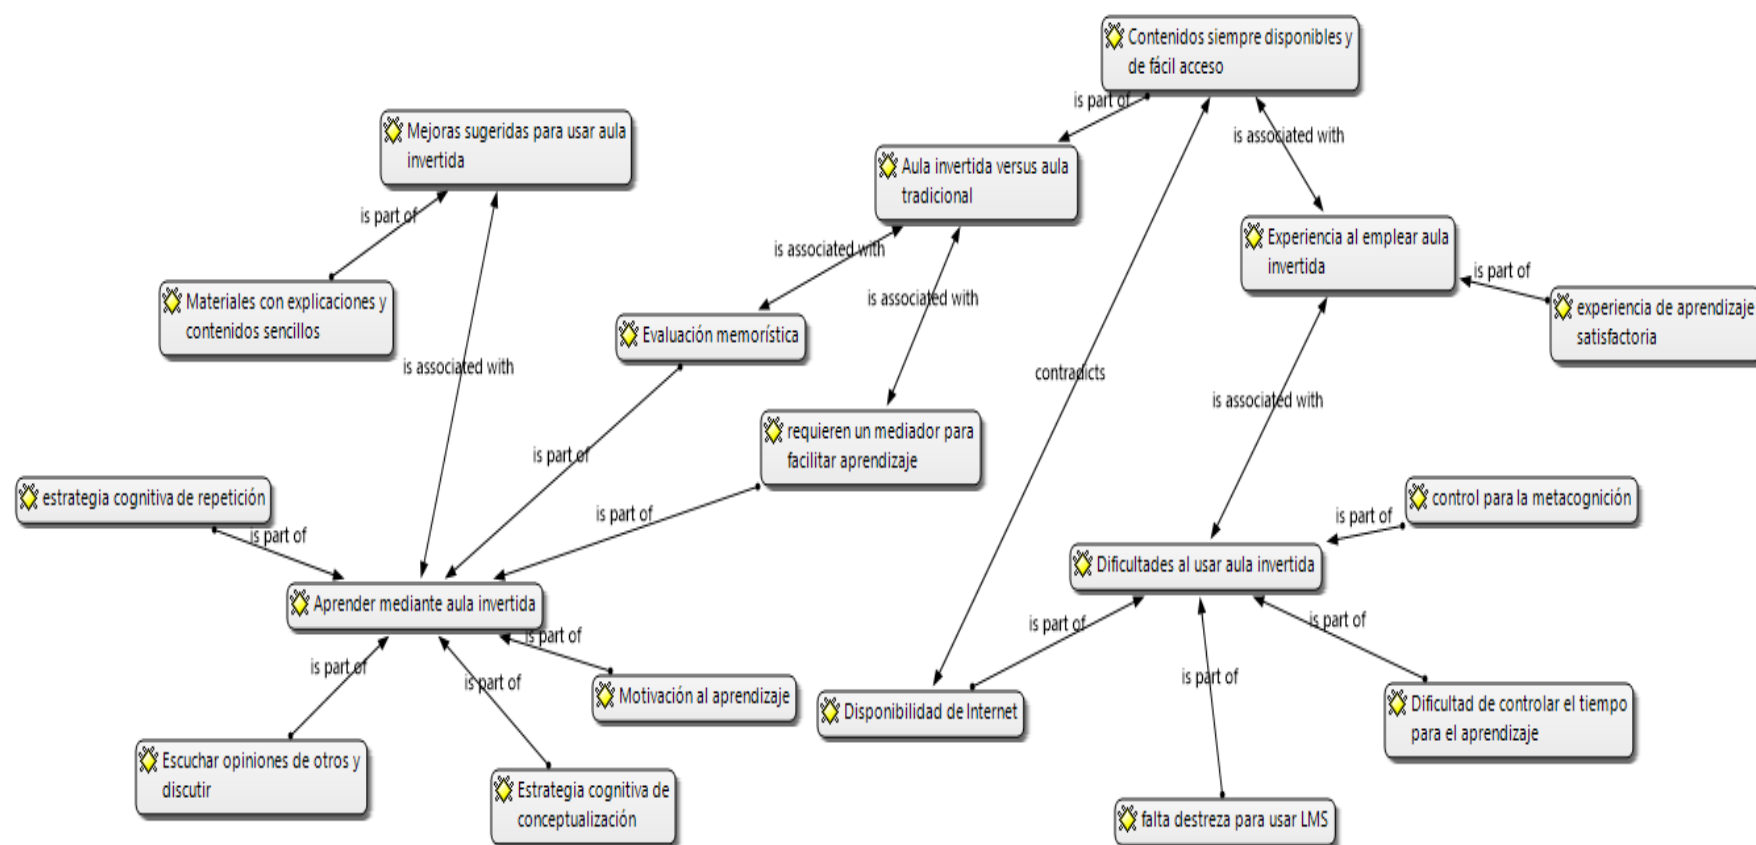 Contenidos siempre disponibles y
de fácil acceso
is part of
Mejoras sugeridas para usar aula
invertida
is associated with
Aula invertida versus aula
tradicional
is part of
Experiencia al emplear aula
invertida
is associated with
is part of
Materiales con explicaciones y
contenidos sencillos
is associated with
experiencia de aprendizaje
satisfactoria
Evaluación memorística
is associated with
contradicts
is associated with
requieren un mediador para
facilitar aprendizaje
is part of
estrategia cognitiva de repetición
control para la metacognición
is part of
is part of
is part of
Dificultades al usar aula invertida
Aprender mediante aula invertida
is part of
is part of
is part of
is part of
is part of
is part of
Motivación al aprendizaje
Disponibilidad de Internet
Dificultad de controlar el tiempo
para el aprendizaje
Escuchar opiniones de otros y
discutir
Estrategia cognitiva de
conceptualización
falta destreza para usar LMS